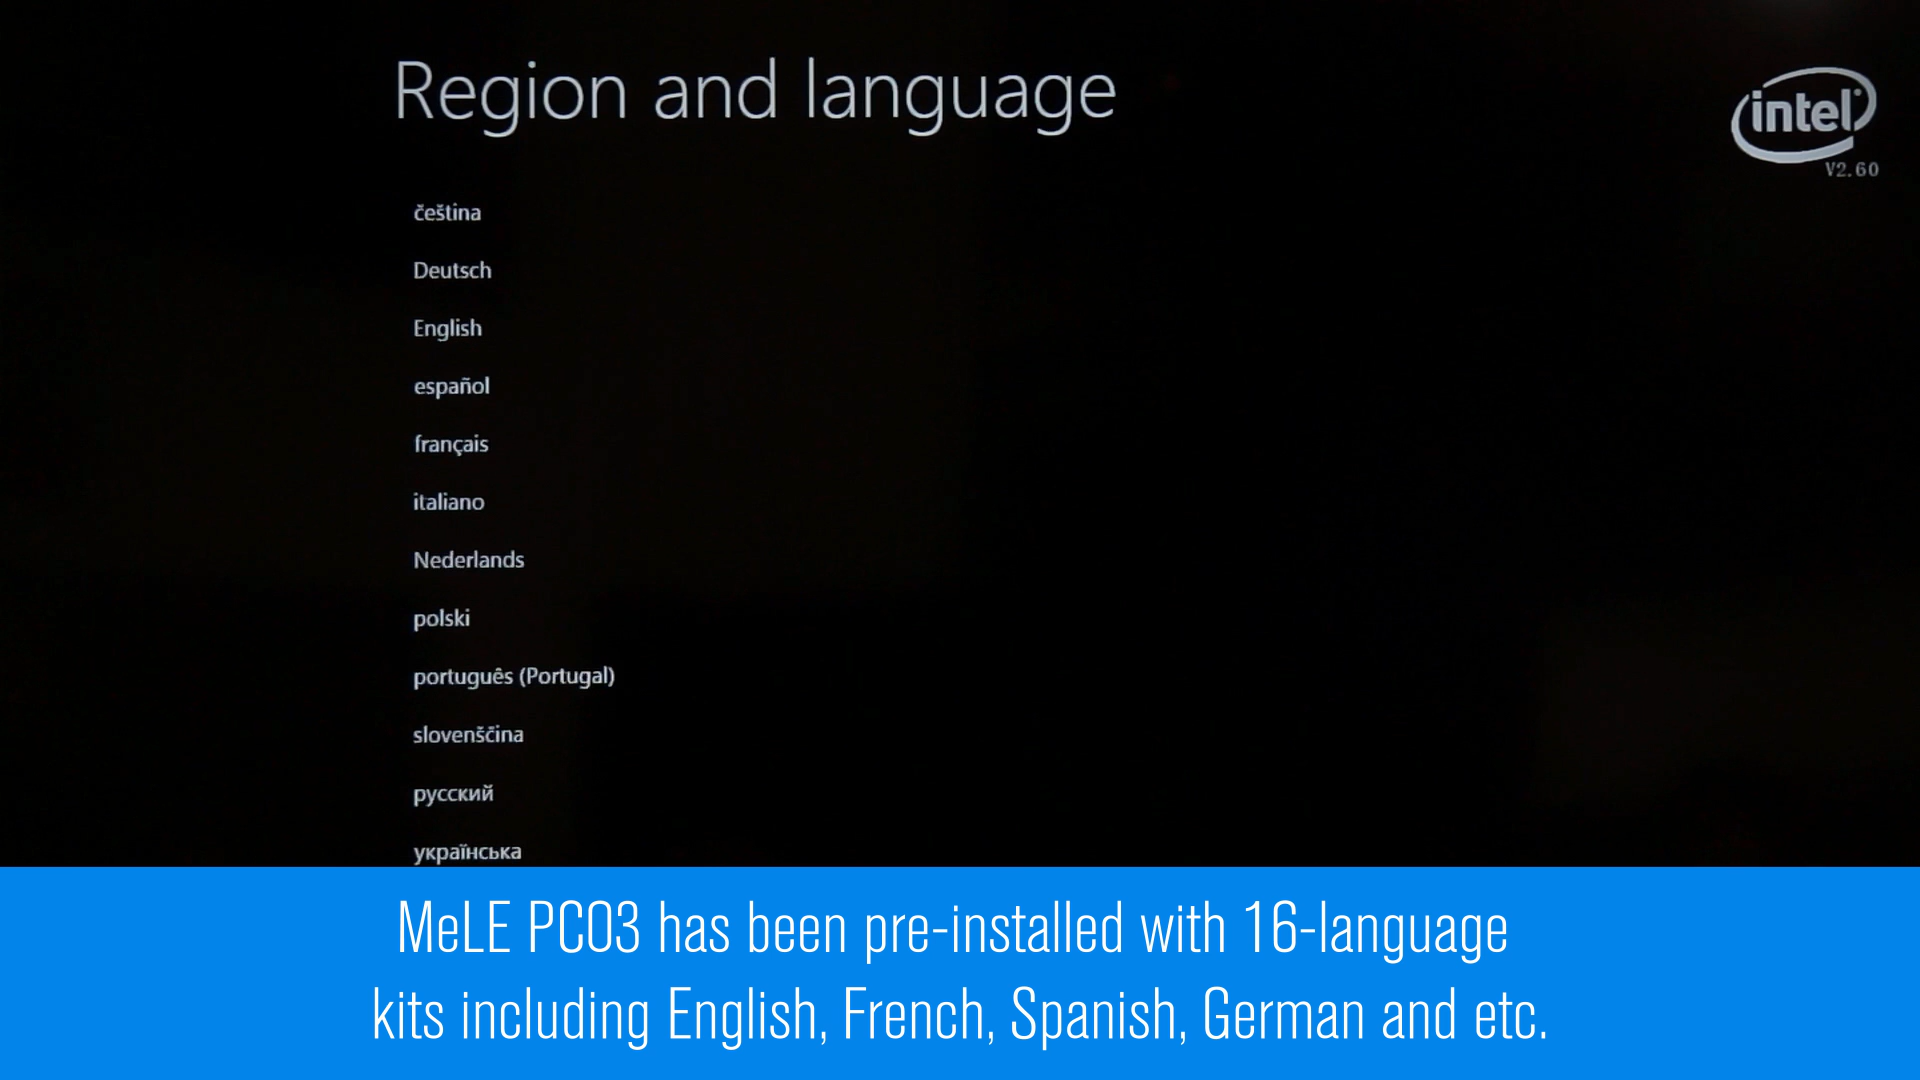 Region and language
intel
V2.60
čeština
Deutsch
English
español
français
italiano
Nederlands
polski
português (Portugal)
slovenščina
русский
українська
MeLE PC03 has been pre-installed with 16-language
kits including English, French, Spanish, German and etc.